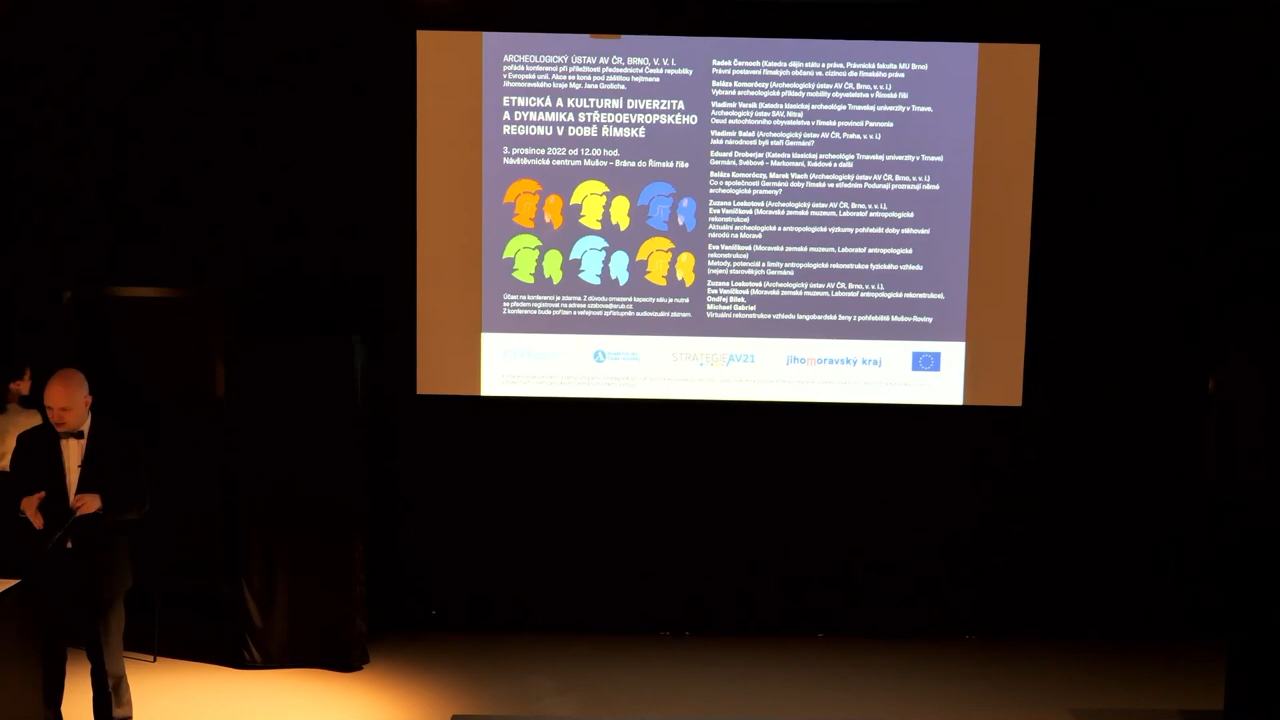 ARCHEOLOGICKÝ ÚSTAV AV ČR, BRNO, V. V. I.
pořádá konferenci při příležitosti předsednictví České republiky
v Evropské unii. Akce se koná pod záštitou hejtmana
Jihomoravského kraje Mgr. Jana Grolicha.
ETNICKÁ A KULTURNÍ DIVERZITA
A DYNAMIKA STŘEDOEVROPSKÉHO
REGIONU V DOBĚ ŘÍMSKÉ
3. prosince 2022 od 12.00 hod.
Návštěvnické centrum Mušov – Brána do Římské říše
Účast na konferenci je zdarma. Z důvodu omezené kapacity sálu je nutné
se předem registrovat na adrese szabova@arub.cz.
Z konference bude pořízen a veřejnosti zpřístupněn audiovizuální záznam.
Radek Černoch (Katedra dějin státu a práva, Právnická fakulta MU Brno)
Právní postavení římských občanů vs. cizinců dle římského práva
Balázs Komoróczy (Archeologický ústav AV ČR, Brno, v. v. i.)
Vybrané archeologické příklady mobility obyvatelstva v Římské říši
Vladimír Varsik (Katedra klasickej archeológie Trnavskej univerzity v Trnave,
Archeologický ústav SAV, Nitra)
Osud autochtonního obyvatelstva v římské provincii Pannonia
Vladimír Salač (Archeologický ústav AV ČR, Praha, v. v. i.)
Jaké národnosti byli staří Germáni?
Eduard Droberjar (Katedra klasickej archeológie Trnavskej univerzity v Trnave)
Germáni, Svébové – Markomani, Kvádové a další
Balázs Komoróczy, Marek Vlach (Archeologický ústav AV ČR, Brno, v. v. i.)
Co o společnosti Germánů doby římské ve středním Podunají prozrazují němé
archeologické prameny?
Zuzana Loskotová (Archeologický ústav AV ČR, Brno, v. v. i.),
Eva Vaníčková (Moravské zemské muzeum, Laboratoř antropologické
rekonstrukce)
Aktuální archeologické a antropologické výzkumy pohřebišť doby stěhování
národů na Moravě
Eva Vaníčková (Moravské zemské muzeum, Laboratoř antropologické
rekonstrukce)
Metody, potenciál a limity antropologické rekonstrukce fyzického vzhledu
(nejen) starověkých Germánů
Zuzana Loskotová (Archeologický ústav AV ČR, Brno, v. v. i.),
Eva Vaníčková (Moravské zemské muzeum, Laboratoř antropologické rekonstrukce),
Ondřej Bílek,
Michael Gabriel
Virtuální rekonstrukce vzhledu langobardské ženy z pohřebiště Mušov-Roviny
STRATEGIE AV21
jihomoravský kraj